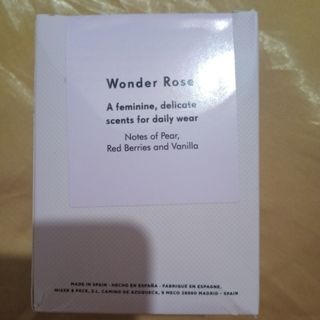 Wonder Rose
A feminine, delicate
scents for daily wear
Notes of Pear,
Red Berries and Vanilla
MADE IN SPAIN - HECHO EN ESPAÑA - FABRIQUÉ EN ESPAGNE.
MIXER & PACK, S.L. CAMINO DE AZUQUECA, 9 MECO 28880 MADRID - SPAIN